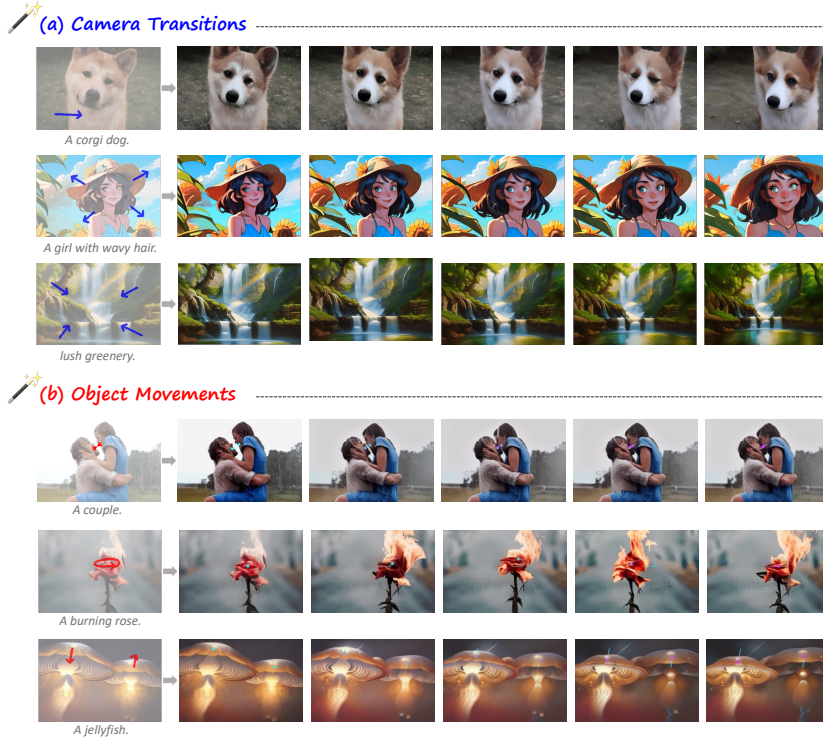 (a) Camera Transitions
A corgi dog.
A girl with wavy hair.
lush greenery.
(b) Object Movements
A couple.
A burning rose.
A jellyfish.